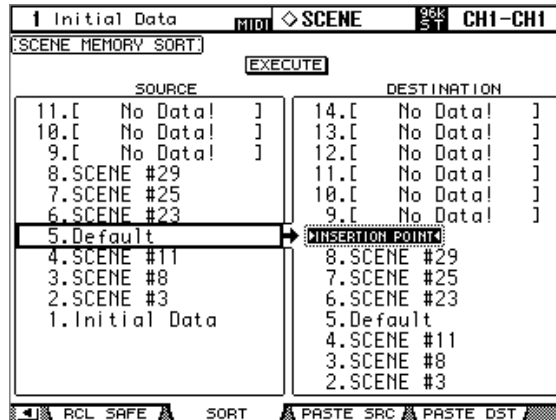 1 Initial Data MIDI ◇SCENE 96K ST CH1-CH1
SCENE MEMORY SORT
EXECUTE
SOURCE
11.[ No Data! ]
10.[ No Data! ]
9.[ No Data! ]
8.SCENE #29
7.SCENE #25
6.SCENE #23
5.Default
4.SCENE #11
3.SCENE #8
2.SCENE #3
1.Initial Data
DESTINATION
14.[ No Data! ]
13.[ No Data! ]
12.[ No Data! ]
11.[ No Data! ]
10.[ No Data! ]
9.[ No Data! ]
INSERTION POINT
8.SCENE #29
7.SCENE #25
6.SCENE #23
5.Default
4.SCENE #11
3.SCENE #8
2.SCENE #3
RCL SAFE SORT PASTE SRC PASTE DST